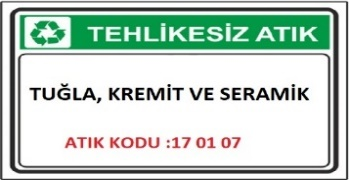 TEHLİKESİZ ATIK
TUĞLA, KREMİT VE SERAMİK
ATIK KODU :17 01 07